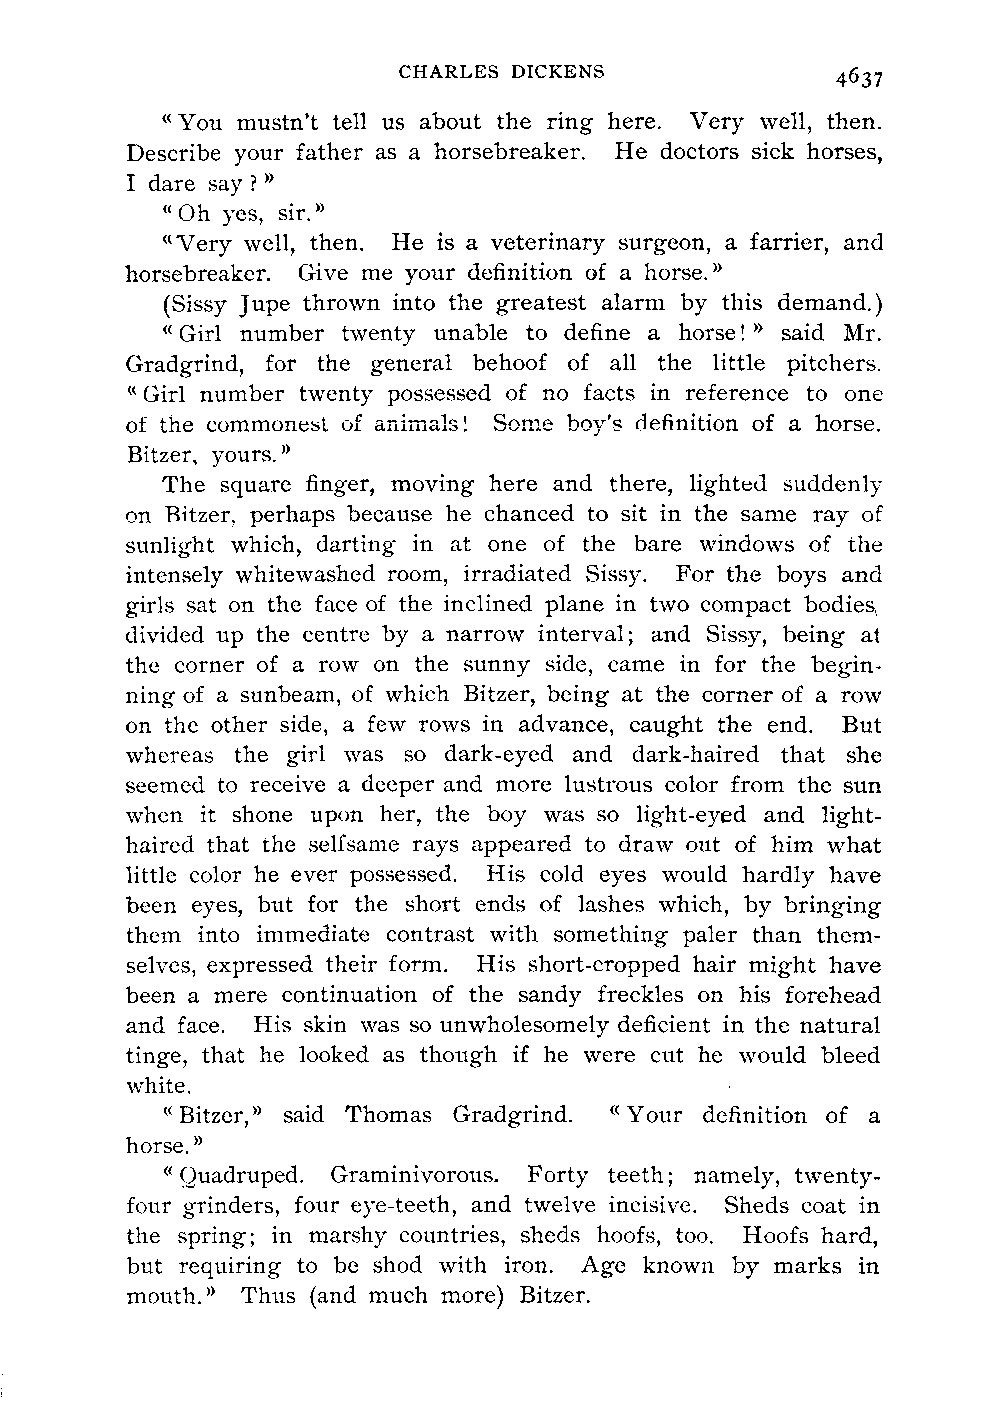 CHARLES DICKENS 4637
“You mustn't tell us about the ring here. Very well, then.
Describe your father as a horsebreaker. He doctors sick horses,
I dare say?”
“Oh yes, sir.”
“Very well, then. He is a veterinary surgeon, a farrier, and
horsebreaker. Give me your definition of a horse.”
(Sissy Jupe thrown into the greatest alarm by this demand.)
“Girl number twenty unable to define a horse!” said Mr.
Gradgrind, for the general behoof of all the little pitchers.
“Girl number twenty possessed of no facts in reference to one
of the commonest of animals! Some boy's definition of a horse.
Bitzer, yours.”
The square finger, moving here and there, lighted suddenly
on Bitzer, perhaps because he chanced to sit in the same ray of
sunlight which, darting in at one of the bare windows of the
intensely whitewashed room, irradiated Sissy. For the boys and
girls sat on the face of the inclined plane in two compact bodies,
divided up the centre by a narrow interval; and Sissy, being at
the corner of a row on the sunny side, came in for the begin-
ning of a sunbeam, of which Bitzer, being at the corner of a row
on the other side, a few rows in advance, caught the end. But
whereas the girl was so dark-eyed and dark-haired that she
seemed to receive a deeper and more lustrous color from the sun
when it shone upon her, the boy was so light-eyed and light-
haired that the selfsame rays appeared to draw out of him what
little color he ever possessed. His cold eyes would hardly have
been eyes, but for the short ends of lashes which, by bringing
them into immediate contrast with something paler than them-
selves, expressed their form. His short-cropped hair might have
been a mere continuation of the sandy freckles on his forehead
and face. His skin was so unwholesomely deficient in the natural
tinge, that he looked as though if he were cut he would bleed
white.
“Bitzer,” said Thomas Gradgrind. “Your definition of a
horse.”
“Quadruped. Graminivorous. Forty teeth; namely, twenty-
four grinders, four eye-teeth, and twelve incisive. Sheds coat in
the spring; in marshy countries, sheds hoofs, too. Hoofs hard,
but requiring to be shod with iron. Age known by marks in
mouth.” Thus (and much more) Bitzer.